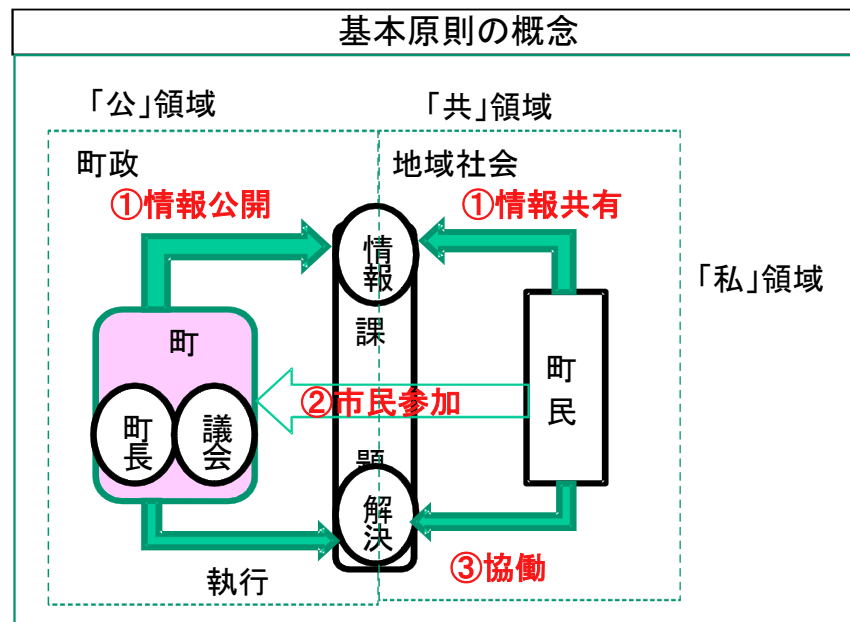 基本原則の概念
「公」領域
「共」領域
町政
地域社会
①情報公開
①情報共有
情報
「私」領域
町
課
町民
②市民参加
町長
議会
題
解決
③協働
執行